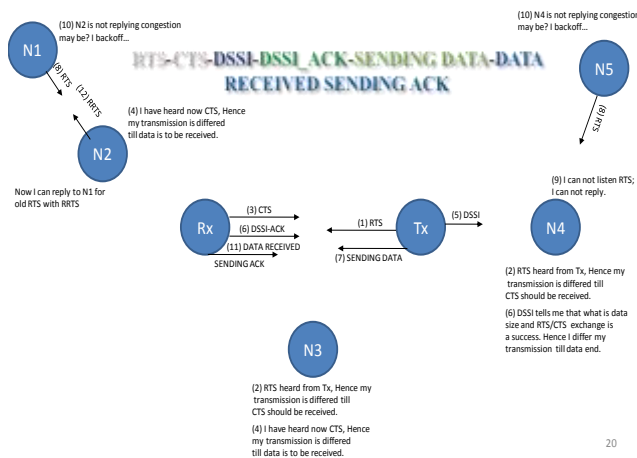 (10) N2 is not replying congestion
may be? I backoff...
(10) N4 is not replying congestion
may be? I backoff...
N1
RTS-CTS-DSSI-DSSI_ACK-SENDING DATA-DATA
RECEIVED SENDING ACK
N5
(8) RTS
(12) RRTS
(8) RTS
(4) I have heard now CTS, Hence
my transmission is differed
till data is to be received.
N2
Now I can reply to N1 for
old RTS with RRTS
(9) I can not listen RTS;
I can not reply.
Rx
(3) CTS
(6) DSSI-ACK
(11) DATA RECEIVED
SENDING ACK
(1) RTS
(7) SENDING DATA
Tx
(5) DSSI
N4
(2) RTS heard from Tx, Hence my
transmission is differed till
CTS should be received.
(6) DSSI tells me that what is data
size and RTS/CTS exchange is
a success. Hence I differ my
transmission till data end.
N3
(2) RTS heard from Tx, Hence my
transmission is differed till
CTS should be received.
(4) I have heard now CTS, Hence
my transmission is differed
till data is to be received.
20